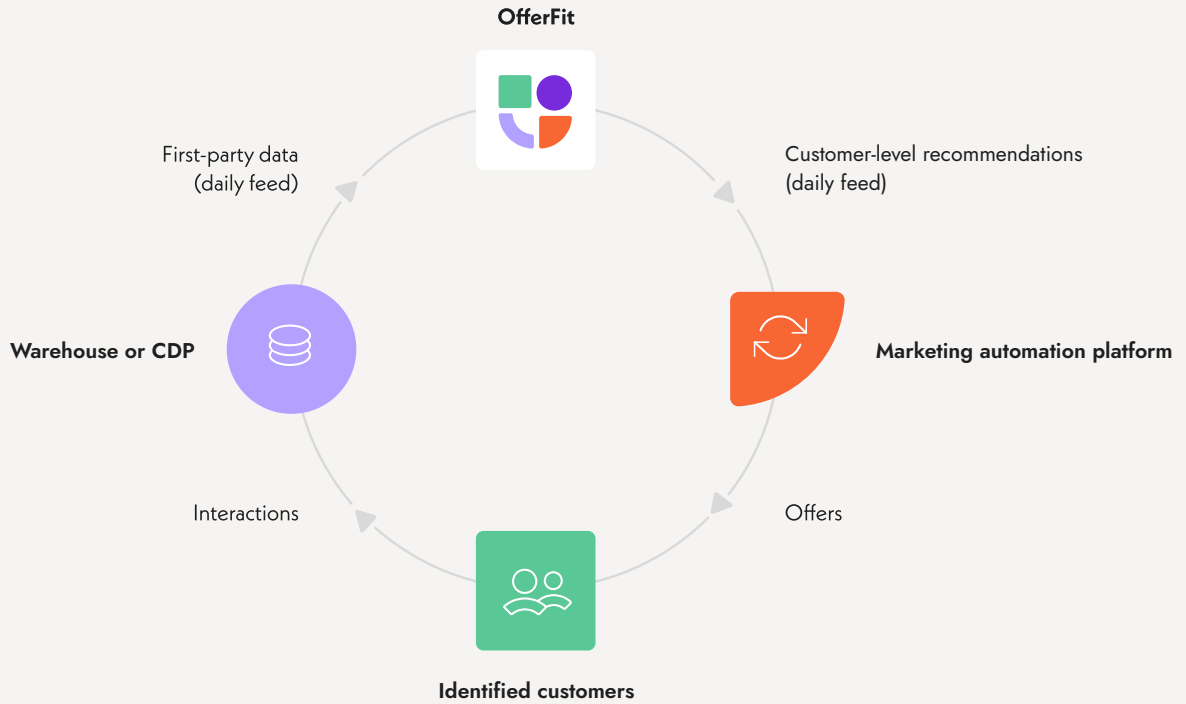 OfferFit
First-party data
(daily feed)
Customer-level recommendations
(daily feed)
Warehouse or CDP
Marketing automation platform
Interactions
Offers
Identified customers